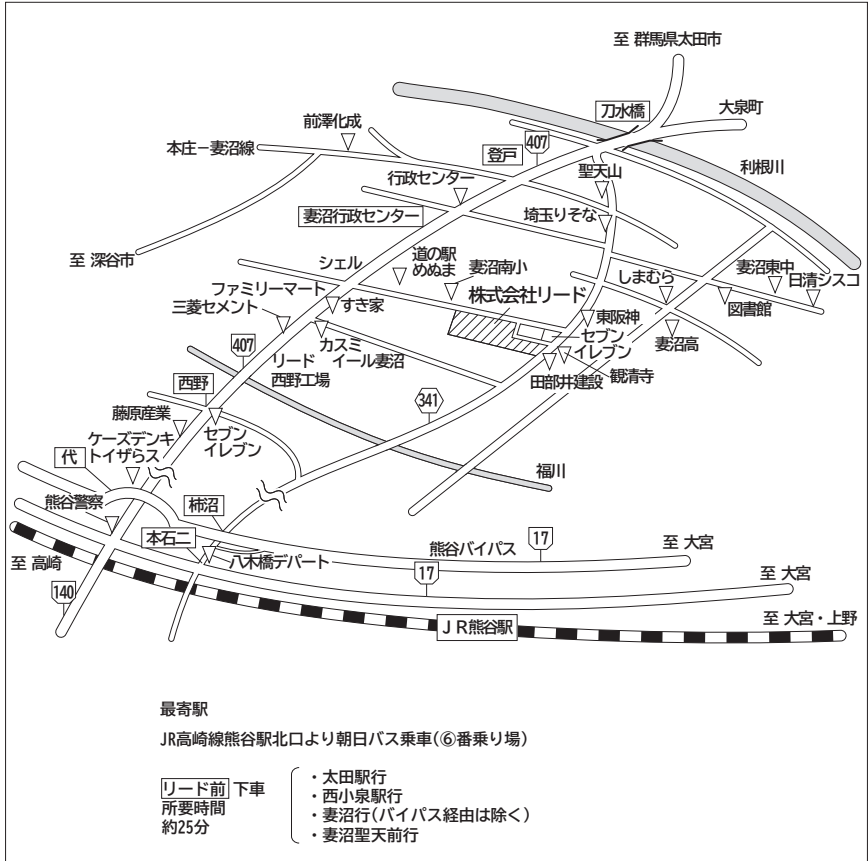 至 群馬県太田市
刀水橋
大泉町
前澤化成
407
本庄－妻沼線
登戸
聖天山
利根川
行政センター
妻沼行政センター
埼玉りそな
至 深谷市
シェル
道の駅
めぬま
妻沼南小
しまむら
妻沼東中
日清シスコ
ファミリーマート
すき家
株式会社リード
図書館
三菱セメント
東阪神
カスミ
イール妻沼
セブン
イレブン
妻沼高
407
リード
西野工場
田部井建設
観清寺
西野
341
藤原産業
セブン
イレブン
ケーズデンキ
トイザらス
代
福川
熊谷警察
柿沼
本石二
熊谷バイパス
17
至 大宮
八木橋デパート
至 高崎
17
至 大宮
140
ＪＲ熊谷駅
至 大宮・上野
最寄駅
JR高崎線熊谷駅北口より朝日バス乗車(⑥番乗り場)
リード前 下車
所要時間
約25分
・太田駅行
・西小泉駅行
・妻沼行(バイパス経由は除く)
・妻沼聖天前行